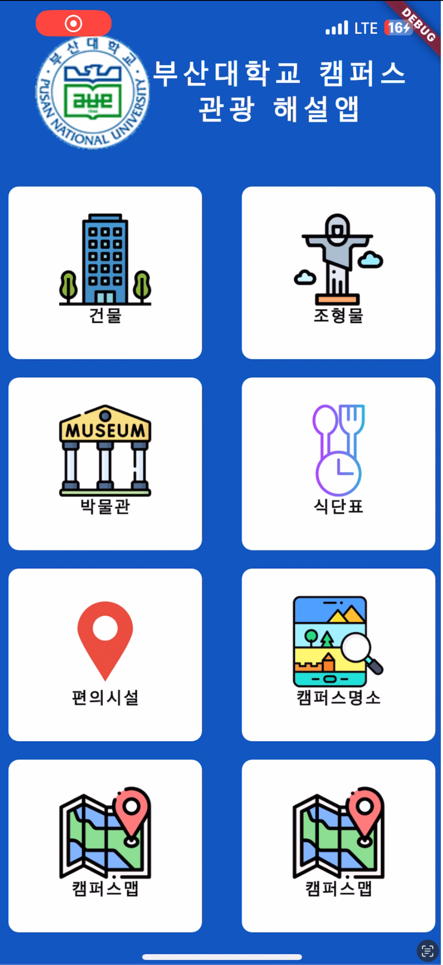 LTE
16
DEBUG
부산대학교
PUSAN NATIONAL UNIVERSITY
부산대학교 캠퍼스
관광 해설앱
건물
조형물
MUSEUM
박물관
식단표
편의시설
캠퍼스명소
캠퍼스맵
캠퍼스맵